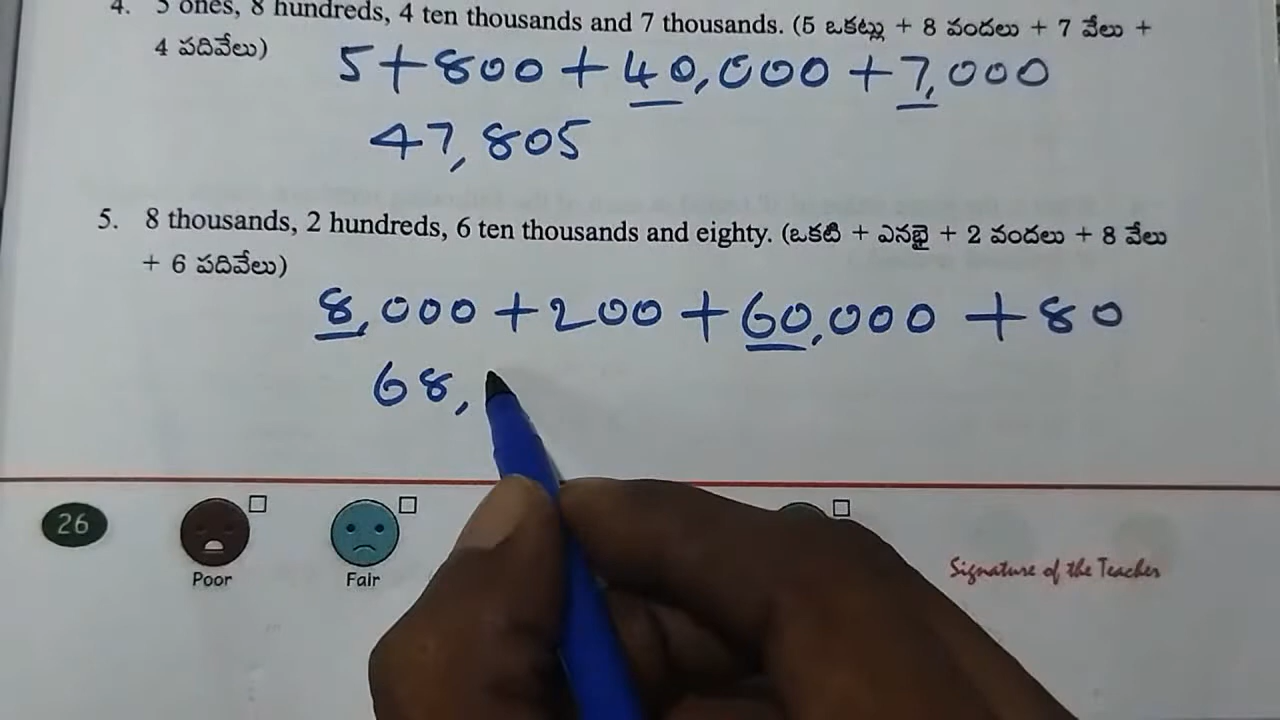 4. 5 ones, 8 hundreds, 4 ten thousands and 7 thousands. (5 ఒకట్లు + 8 వందలు + 7 వేలు +
4 పదివేలు)
5+800+40,000+7,000
47,805
5. 8 thousands, 2 hundreds, 6 ten thousands and eighty. (ఒకటి + ఎనభై + 2 వందలు + 8 వేలు
+ 6 పదివేలు)
8,000+200+60,000+80
68,
26
Poor
Fair
Signature of the Teacher